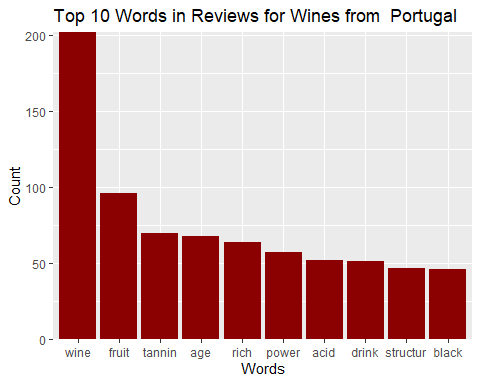 Top 10 Words in Reviews for Wines from  Portugal
200
150
100
50
0
Count
wine fruit tannin age rich power acid drink structur black
Words